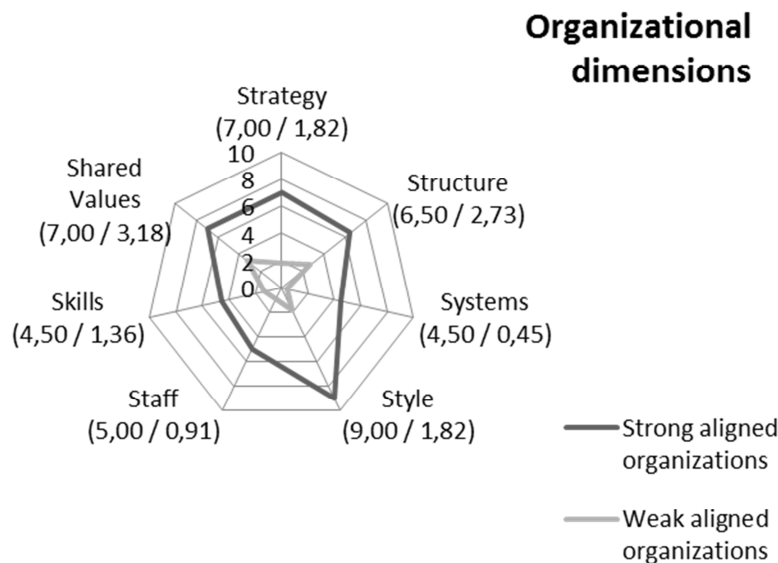 Organizational
dimensions
Strategy
(7,00 / 1,82)
10
8
6
4
2
0
Structure
(6,50 / 2,73)
Systems
(4,50 / 0,45)
Style
(9,00 / 1,82)
Staff
(5,00 / 0,91)
Skills
(4,50 / 1,36)
Shared
Values
(7,00 / 3,18)
Strong aligned
organizations
Weak aligned
organizations